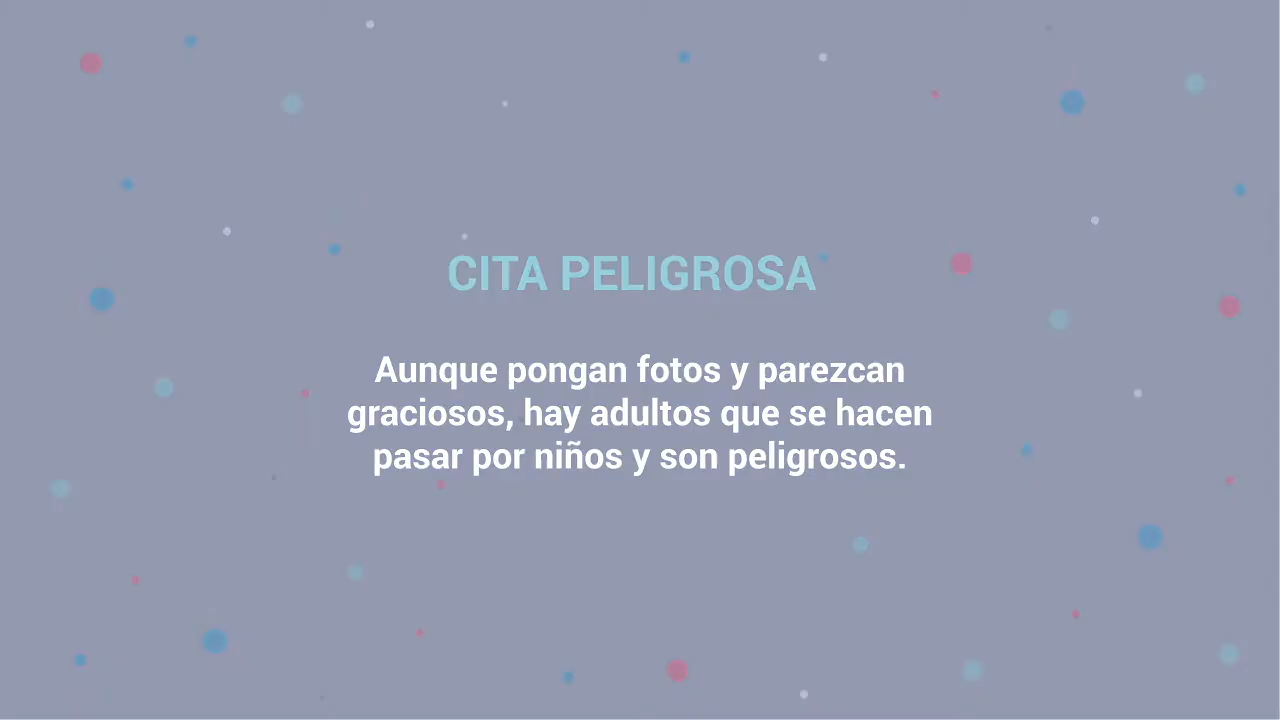 CITA PELIGROSA
Aunque pongan fotos y parezcan
graciosos, hay adultos que se hacen
pasar por niños y son peligrosos.